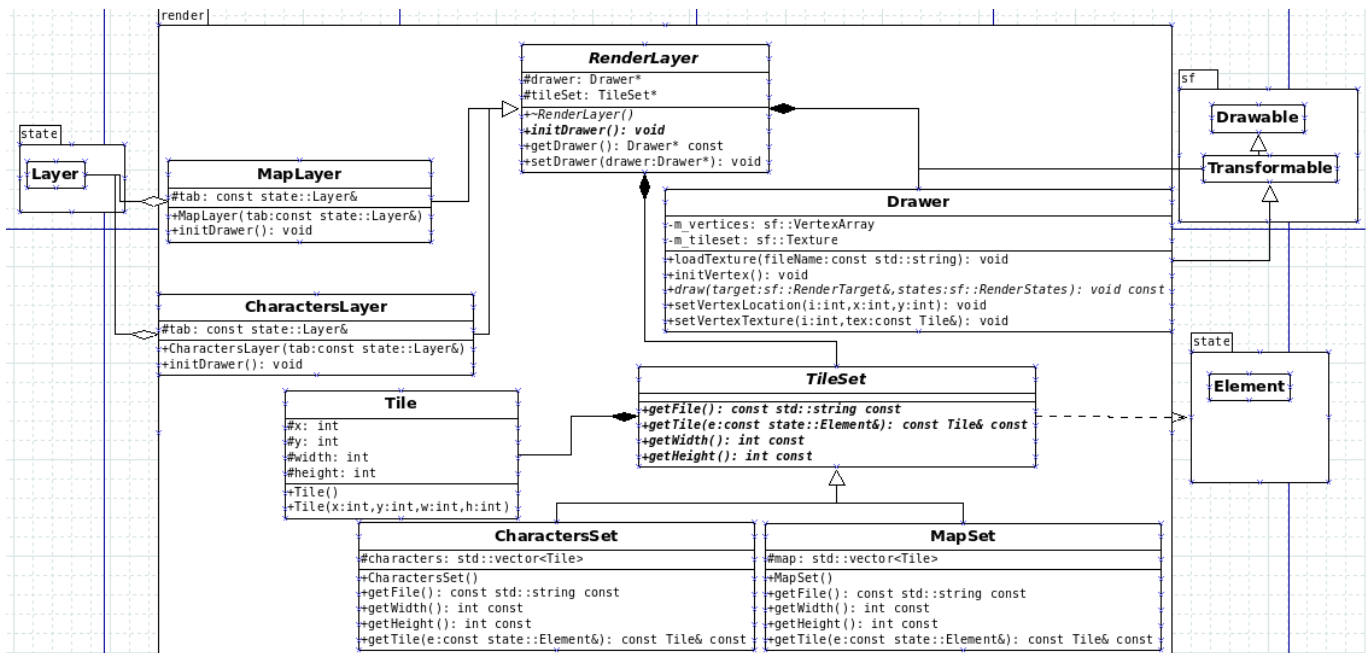 render
RenderLayer
#drawer: Drawer*
#tileSet: TileSet*
+~RenderLayer()
+initDrawer(): void
+getDrawer(): Drawer* const
+setDrawer(drawer:Drawer*): void
sf
Drawable
Transformable
state
Layer
MapLayer
#tab: const state::Layer&
+MapLayer(tab:const state::Layer&)
+initDrawer(): void
Drawer
-m_vertices: sf::VertexArray
-m_tileset: sf::Texture
+loadTexture(fileName:const std::string): void
+initVertex(): void
+draw(target:sf::RenderTarget&,states:sf::RenderStates): void const
+setVertexLocation(i:int,x:int,y:int): void
+setVertexTexture(i:int,tex:const Tile&): void
CharactersLayer
#tab: const state::Layer&
+CharactersLayer(tab:const state::Layer&)
+initDrawer(): void
state
Element
TileSet
+getFile(): const std::string const
+getTile(e:const state::Element&): const Tile& const
+getWidth(): int const
+getHeight(): int const
Tile
#x: int
#y: int
#width: int
#height: int
+Tile()
+Tile(x:int,y:int,w:int,h:int)
CharactersSet
#characters: std::vector<Tile>
+CharactersSet()
+getFile(): const std::string const
+getWidth(): int const
+getHeight(): int const
+getTile(e:const state::Element&): const Tile& const
MapSet
#map: std::vector<Tile>
+MapSet()
+getFile(): const std::string const
+getWidth(): int const
+getHeight(): int const
+getTile(e:const state::Element&): const Tile& const